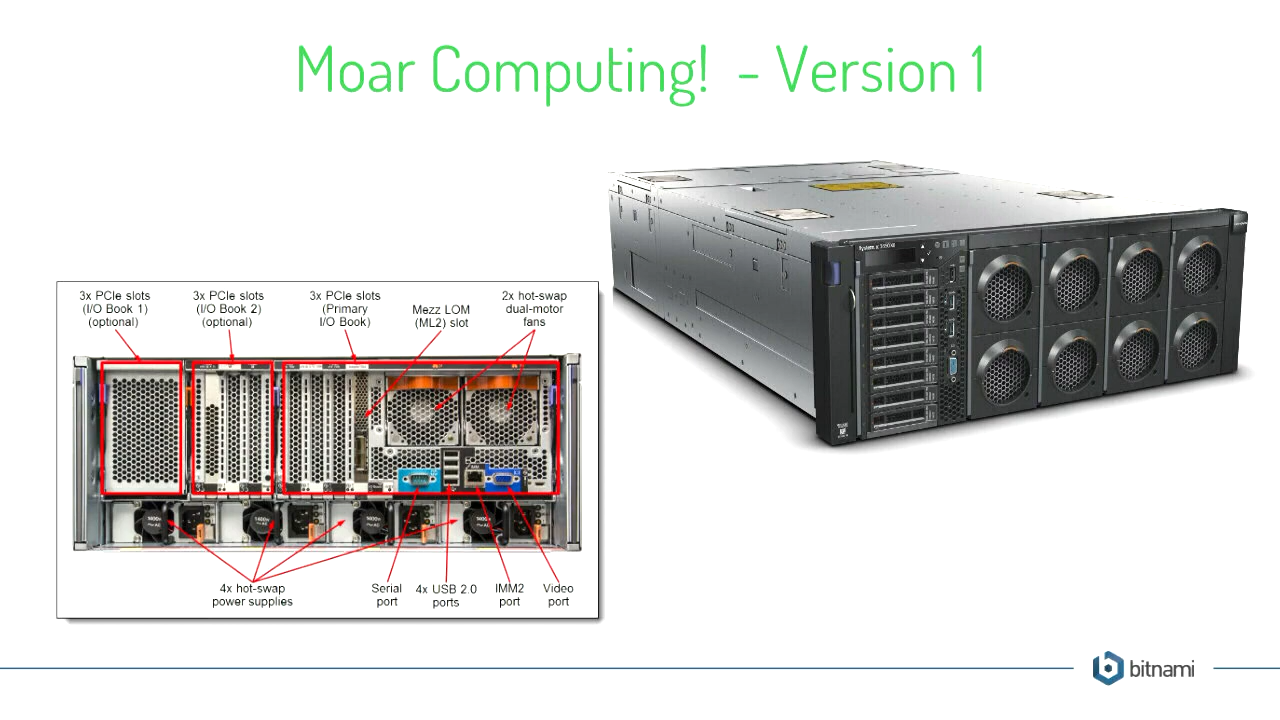 Moar Computing! - Version 1
3x PCIe slots
(I/O Book 1)
(optional)
3x PCIe slots
(I/O Book 2)
(optional)
3x PCIe slots
(Primary
I/O Book)
Mezz LOM
(ML2) slot
2x hot-swap
dual-motor
fans
4x hot-swap
power supplies
Serial
port
4x USB 2.0
ports
IMM2
port
Video
port
bitnami